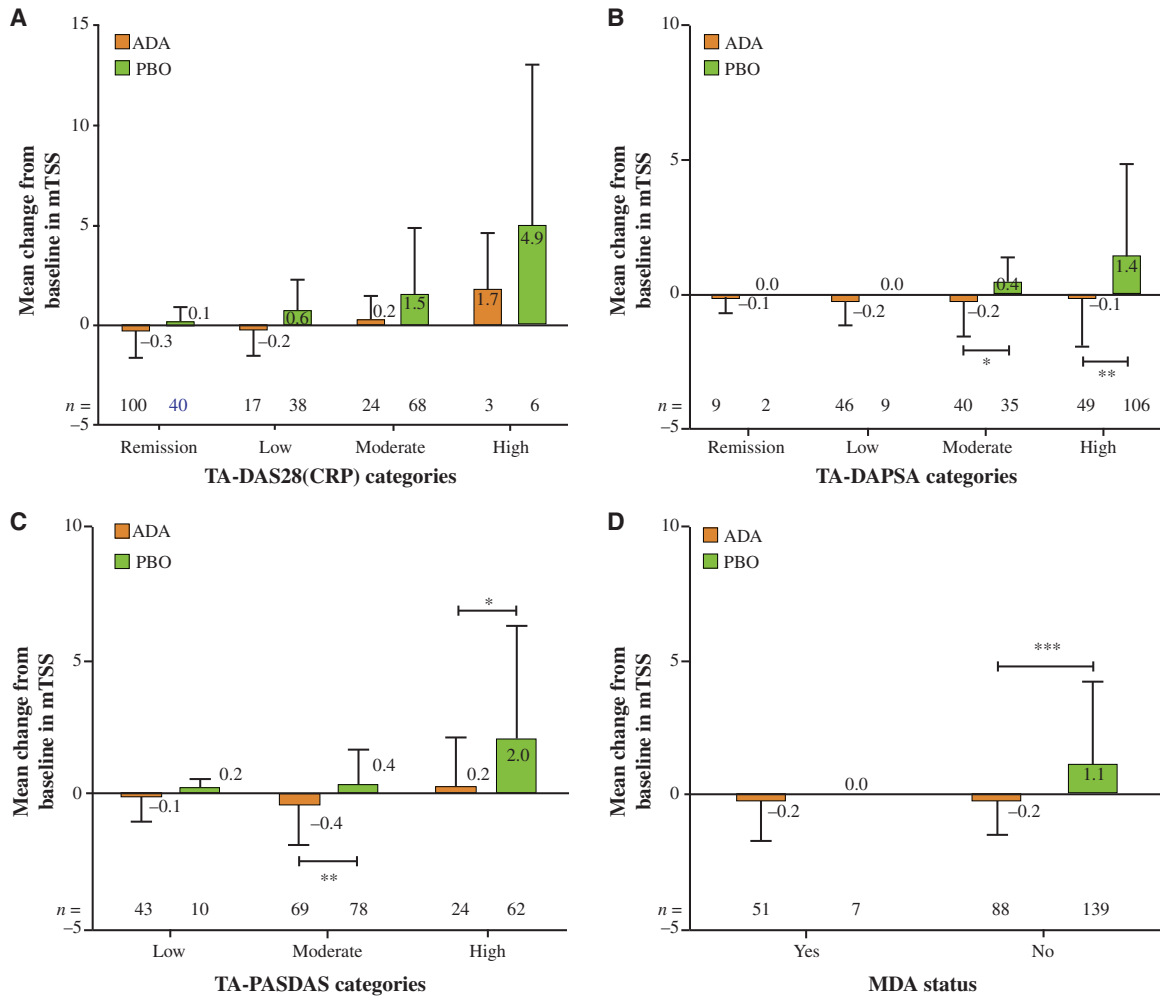 A
15
ADA
PBO
10
5
0
−5
Mean change from
baseline in mTSS
−0.3
0.1
−0.2
0.6
0.2
1.5
1.7
4.9
n =
100
40
17
38
24
68
3
6
Remission
Low
Moderate
High
TA-DAS28(CRP) categories
B
10
ADA
PBO
5
0
−5
Mean change from
baseline in mTSS
−0.1
0.0
−0.2
0.0
−0.2
0.4
−0.1
1.4
*
**
n =
9
2
46
9
40
35
49
106
Remission
Low
Moderate
High
TA-DAPSA categories
C
10
ADA
PBO
5
0
−5
Mean change from
baseline in mTSS
−0.1
0.2
−0.4
0.4
0.2
2.0
**
*
n =
43
10
69
78
24
62
Low
Moderate
High
TA-PASDAS categories
D
10
ADA
PBO
5
0
−5
Mean change from
baseline in mTSS
−0.2
0.0
−0.2
1.1
***
n =
51
7
88
139
Yes
No
MDA status